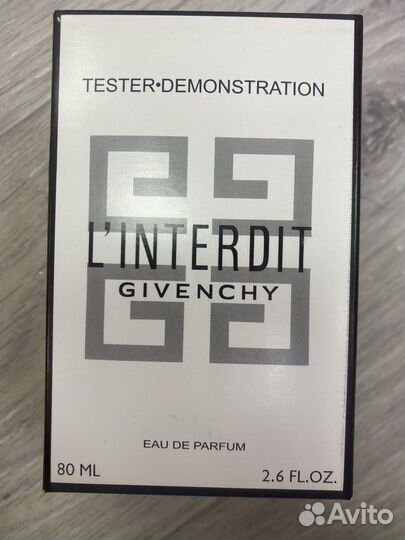 TESTER•DEMONSTRATION
L'INTERDIT
GIVENCHY
EAU DE PARFUM
80 ML
2.6 FL.OZ.
Avito